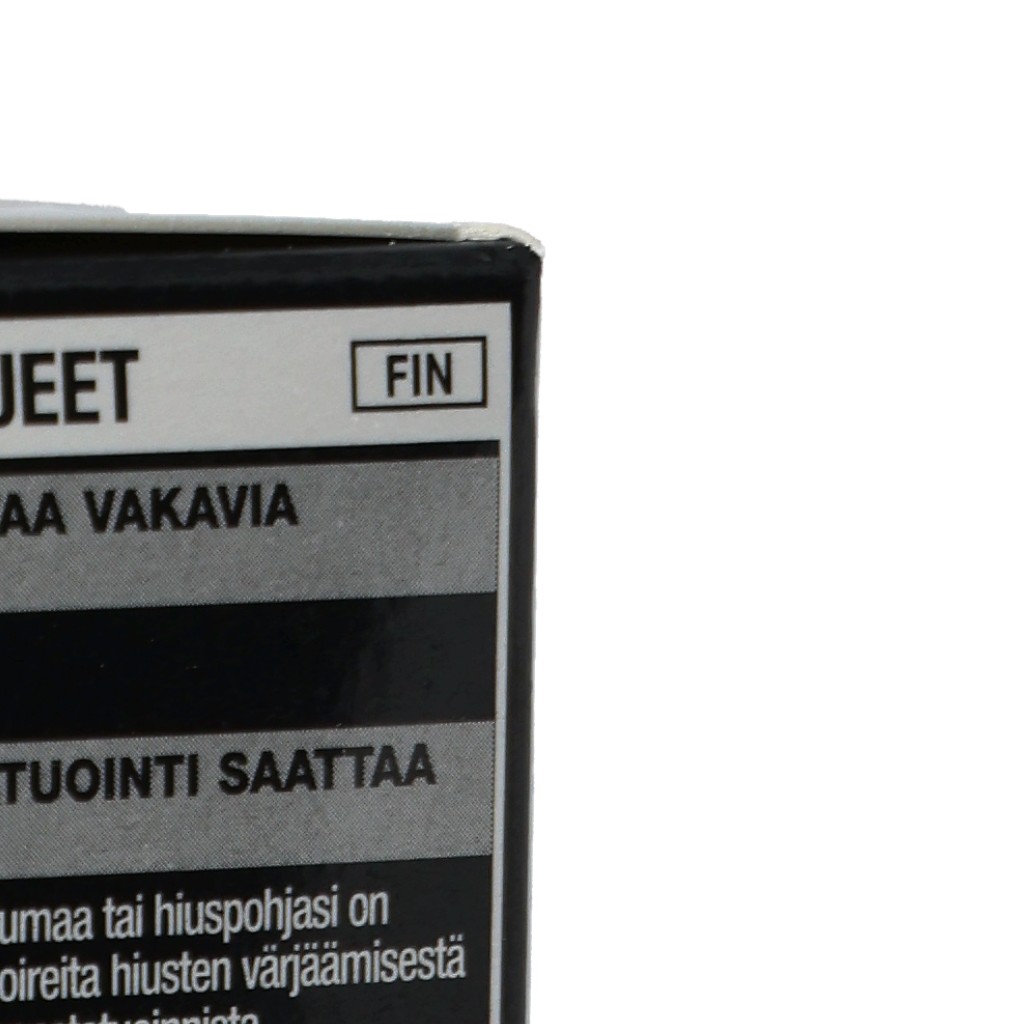 JEET
FIN
AA VAKAVIA
TUOINTI SAATTAA
umaa tai hiuspohjasi on
oireita hiusten värjäämisestä